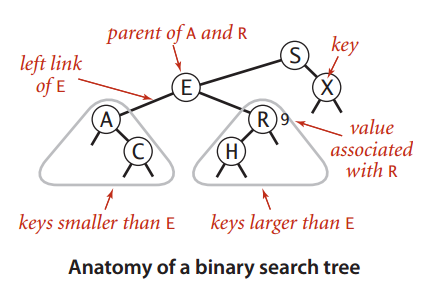 parent of A and R
S
key
left link
of E
E
X
A
R 9
value
associated
with R
C
H
keys smaller than E
keys larger than E
Anatomy of a binary search tree